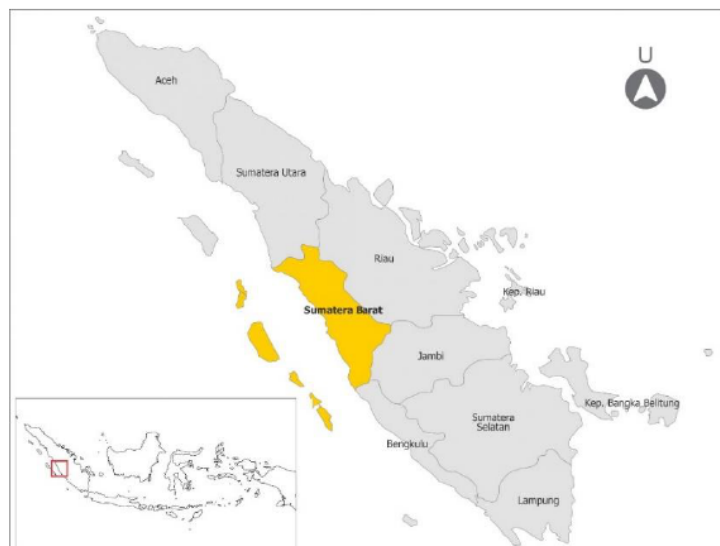 U
Aceh
Sumatera Utara
Riau
Kep. Riau
Sumatera Barat
Jambi
Kep. Bangka Belitung
Sumatera
Selatan
Bengkulu
Lampung